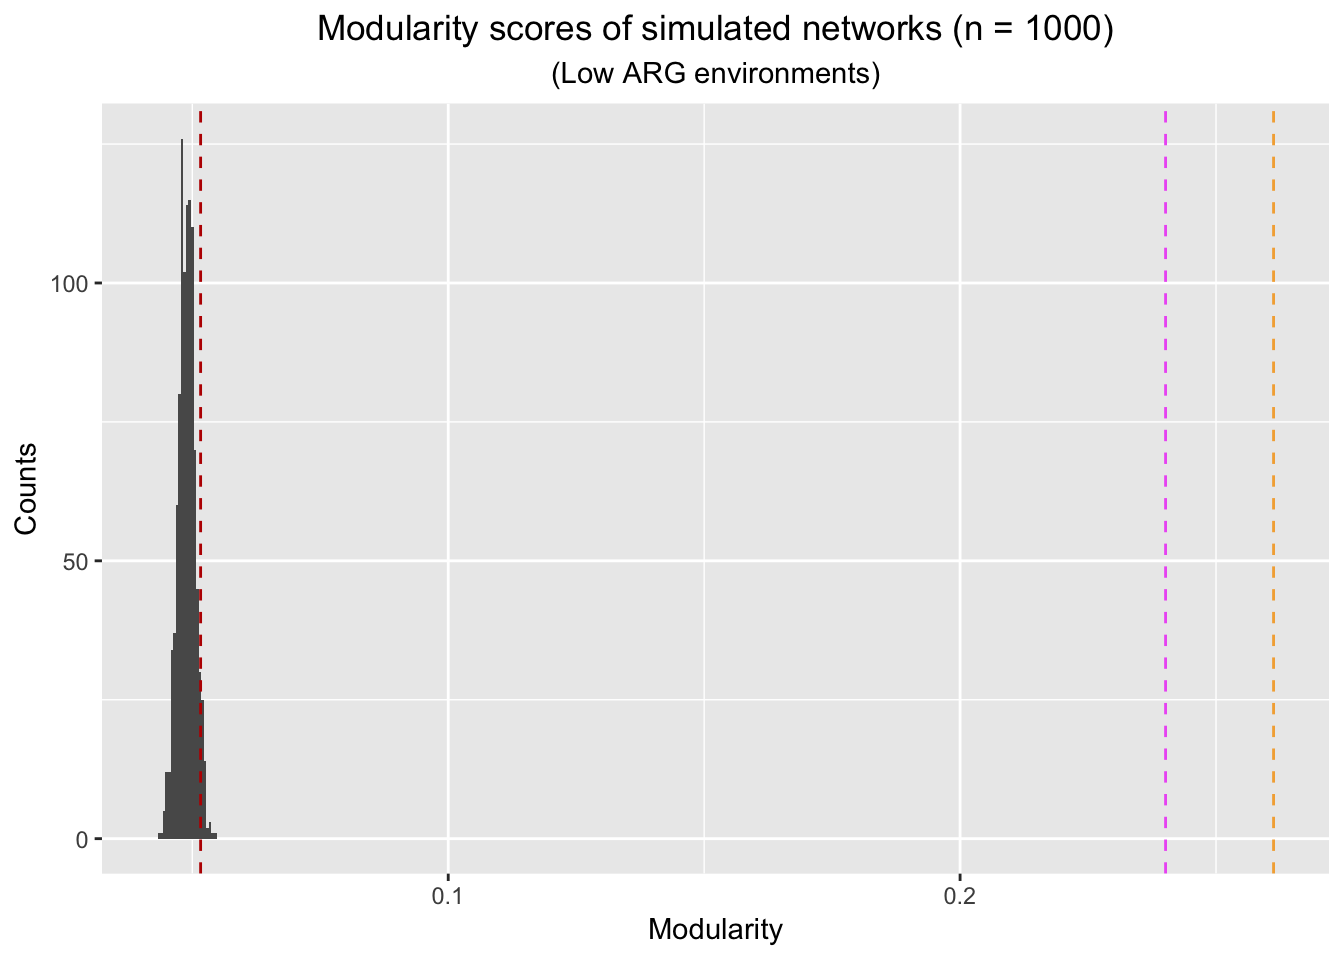 Modularity scores of simulated networks (n = 1000)
(Low ARG environments)
100
50
0
Counts
0.1
0.2
Modularity